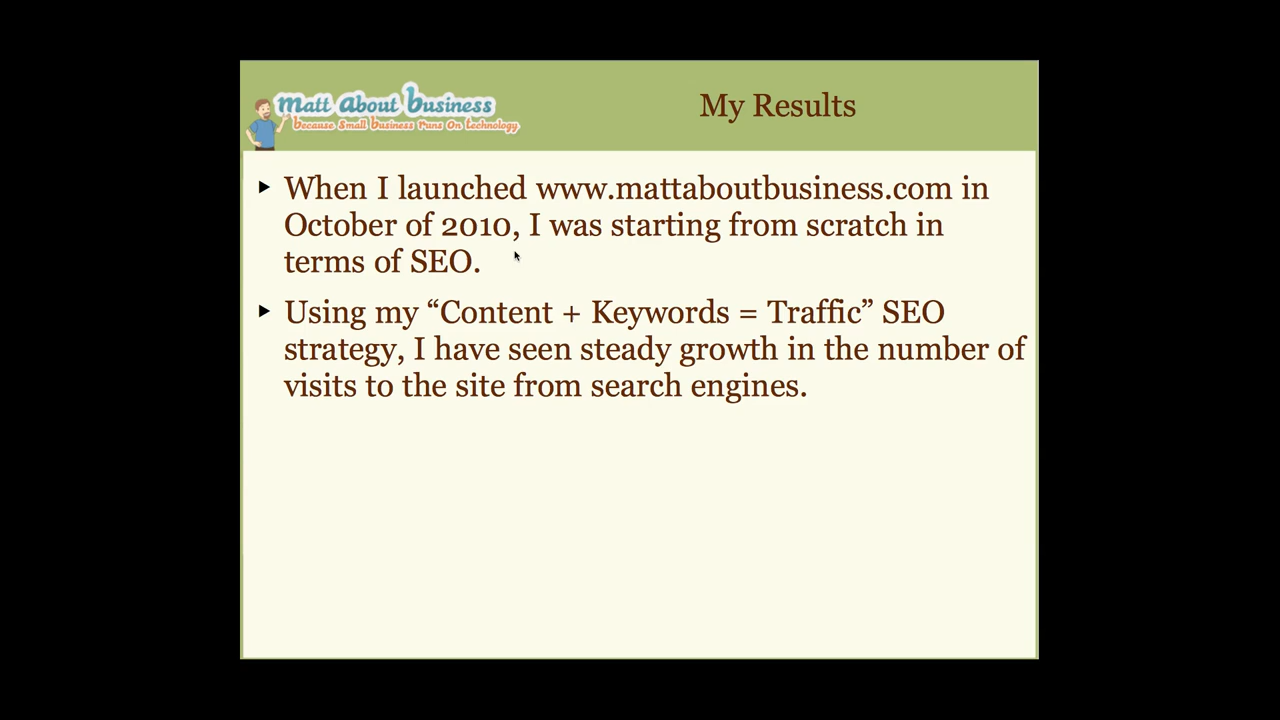 matt about business
because small business runs on technology
My Results
When I launched www.mattaboutbusiness.com in
October of 2010, I was starting from scratch in
terms of SEO.
Using my “Content + Keywords = Traffic” SEO
strategy, I have seen steady growth in the number of
visits to the site from search engines.